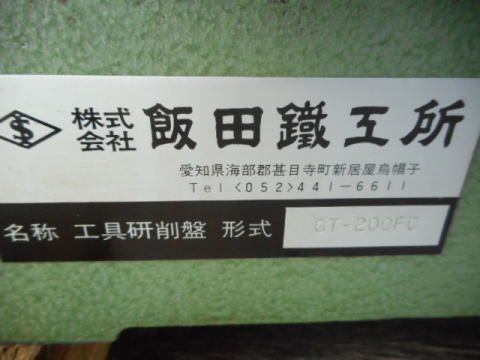 株式会社 飯田鐵工所
愛知県海部郡甚目寺町新居屋烏帽子
Tel <052>441-6611
名称 工具研削盤 形式 GT-200FC